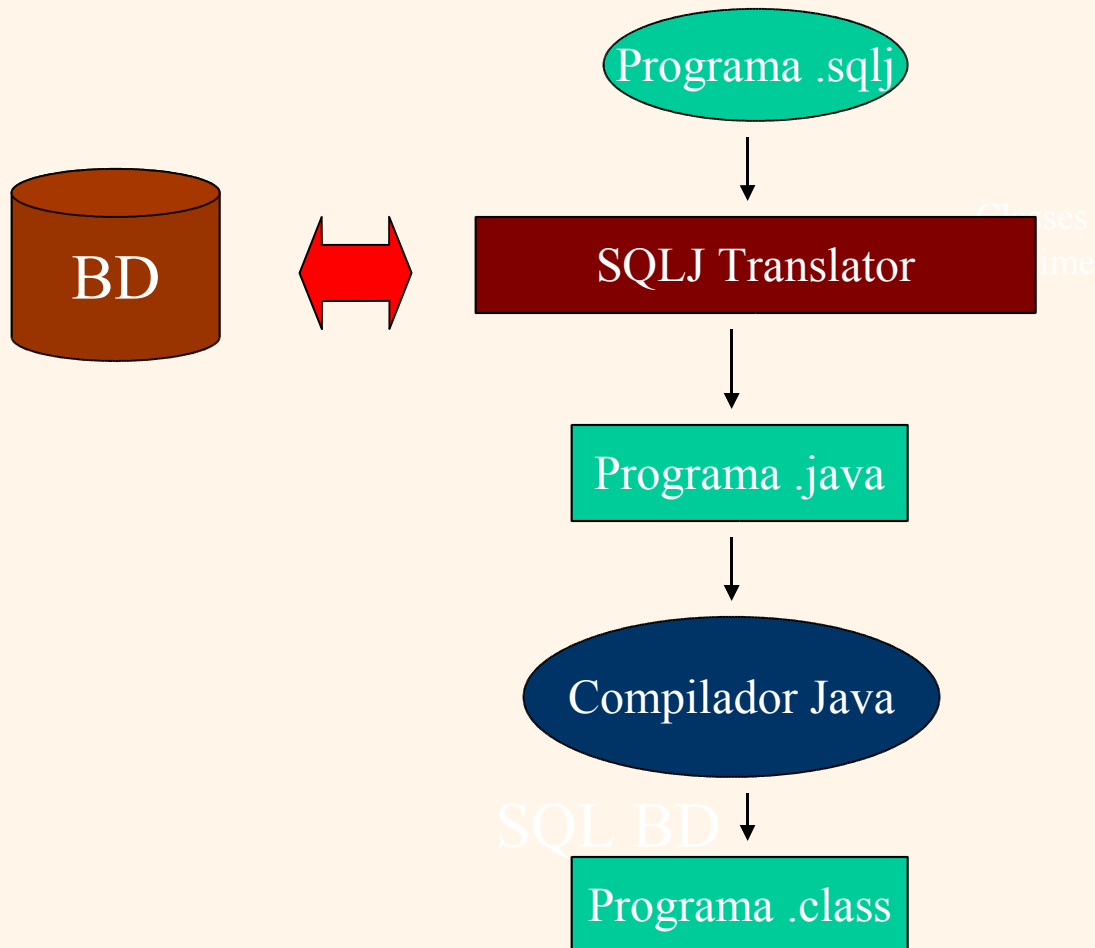 Programa .sqlj
BD
SQLJ Translator
Programa .java
Compilador Java
SQL BD
Programa .class